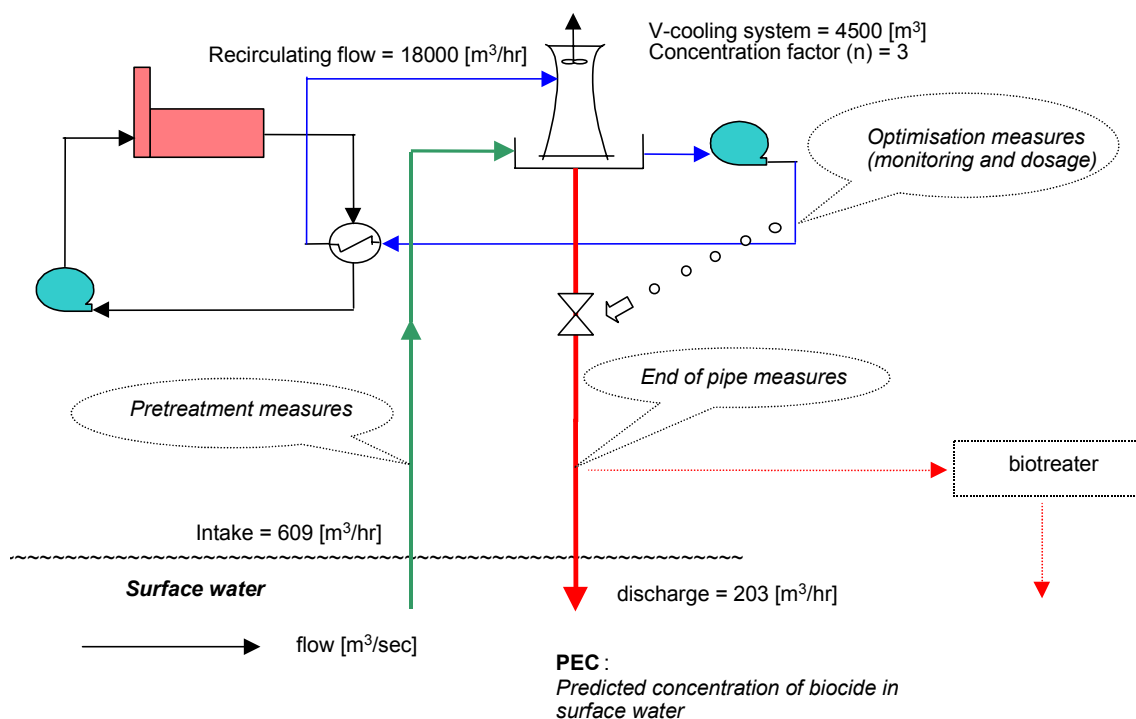 V-cooling system = 4500 [m³]
Recirculating flow = 18000 [m³/hr]
Concentration factor (n) = 3
Optimisation measures
(monitoring and dosage)
Pretreatment measures
End of pipe measures
biotreater
Intake = 609 [m³/hr]
Surface water
discharge = 203 [m³/hr]
flow [m³/sec]
PEC :
Predicted concentration of biocide in
surface water